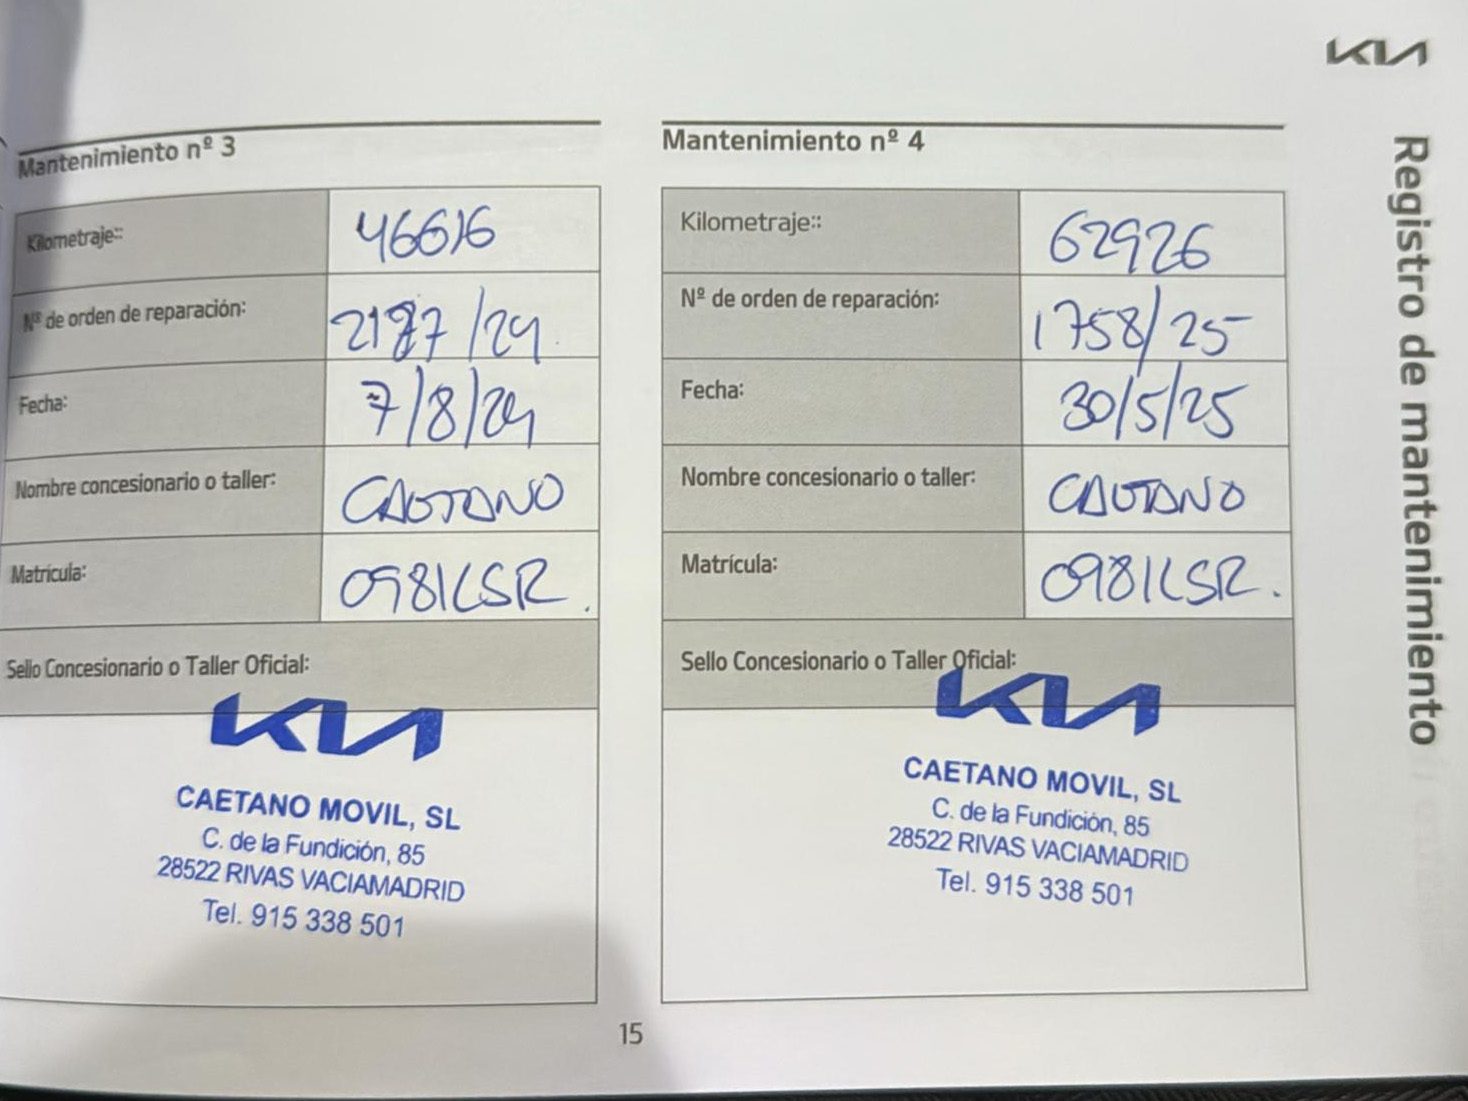 KIA
Registro de mantenimiento
Mantenimiento nº 3
Kilometraje::
46616
Nº de orden de reparación:
/24
Fecha:
7/8/24
Nombre concesionario o taller:
CAETANO
Matrícula:
0981KSR.
Sello Concesionario o Taller Oficial:
KIA
CAETANO MOVIL, SL
C. de la Fundición, 85
28522 RIVAS VACIAMADRID
Tel. 915 338 501
Mantenimiento nº 4
Kilometraje::
62926
Nº de orden de reparación:
1758/25
Fecha:
30/5/25
Nombre concesionario o taller:
CAETANO
Matrícula:
0981KSR.
Sello Concesionario o Taller Oficial:
KIA
CAETANO MOVIL, SL
C. de la Fundición, 85
28522 RIVAS VACIAMADRID
Tel. 915 338 501
15